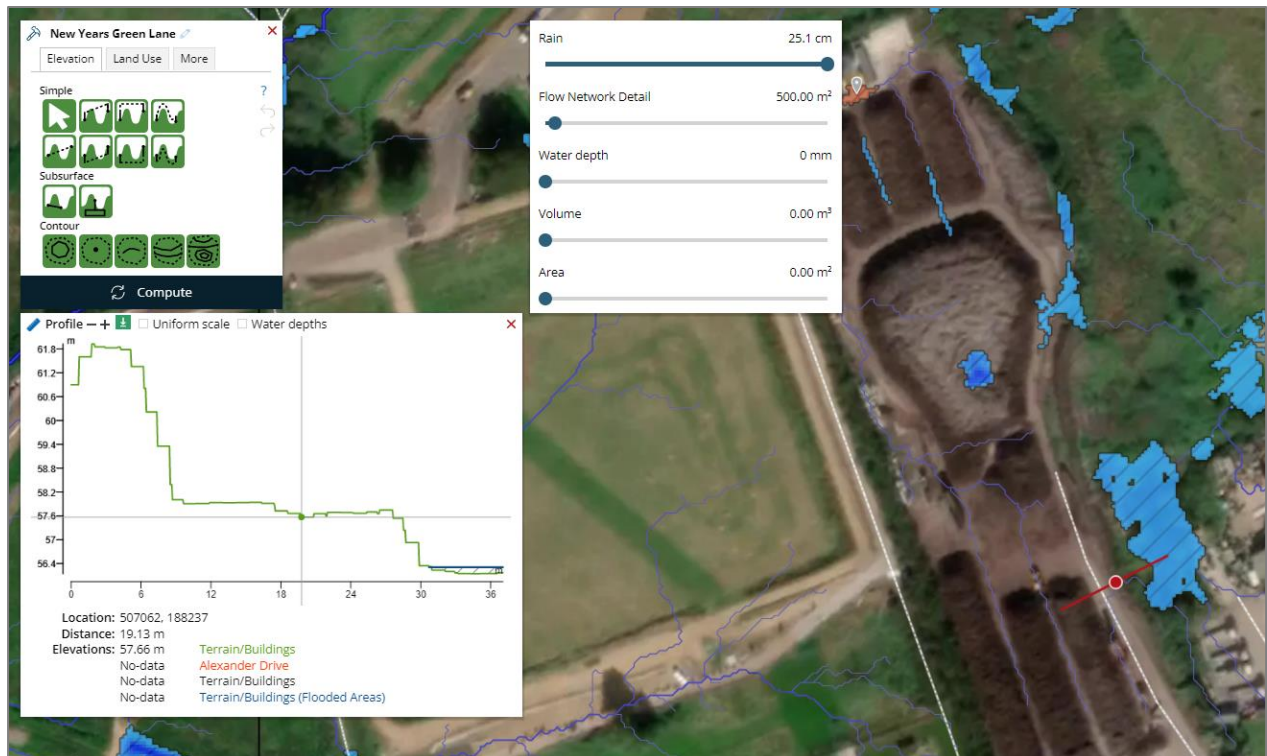 New Years Green Lane
Elevation Land Use More
Simple
?
Subsurface
Contour
Compute
Rain 25.1 cm
Flow Network Detail 500.00 m²
Water depth 0 mm
Volume 0.00 m³
Area 0.00 m²
Profile Uniform scale Water depths
m
61.8
61.2
60.6
60
59.4
58.8
58.2
57.6
57
56.4
m
0 6 12 18 24 30 36
Location: 507062, 188237
Distance: 19.13 m
Elevations: 57.66 m Terrain/Buildings
No-data Alexander Drive
No-data Terrain/Buildings
No-data Terrain/Buildings (Flooded Areas)